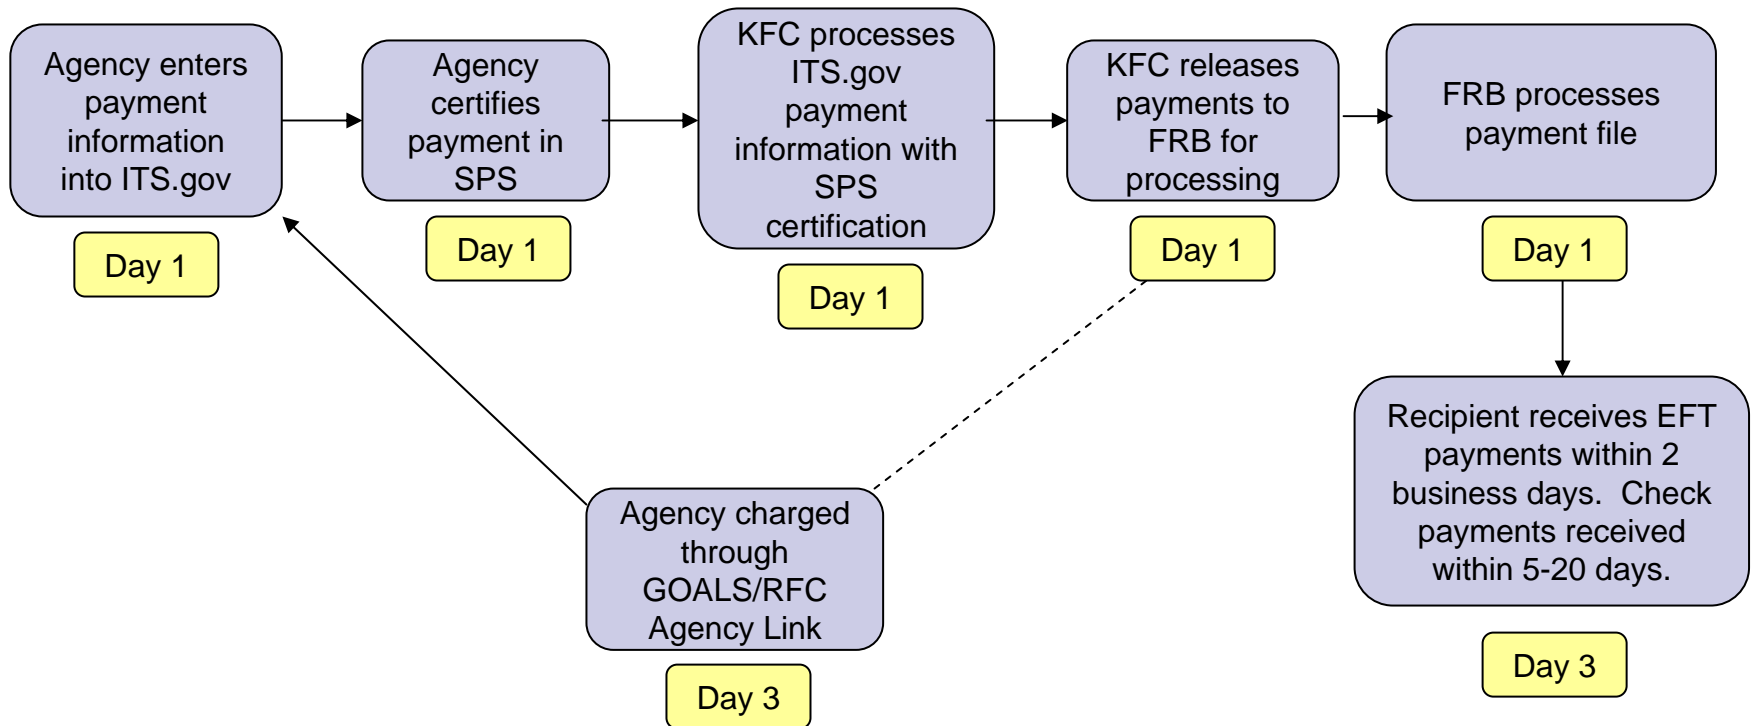 Agency enters
payment
information
into ITS.gov
Day 1
Agency
certifies
payment in
SPS
Day 1
KFC processes
ITS.gov
payment
information with
SPS
certification
Day 1
KFC releases
payments to
FRB for
processing
Day 1
FRB processes
payment file
Day 1
Recipient receives EFT
payments within 2
business days.  Check
payments received
within 5-20 days.
Day 3
Agency charged
through
GOALS/RFC
Agency Link
Day 3